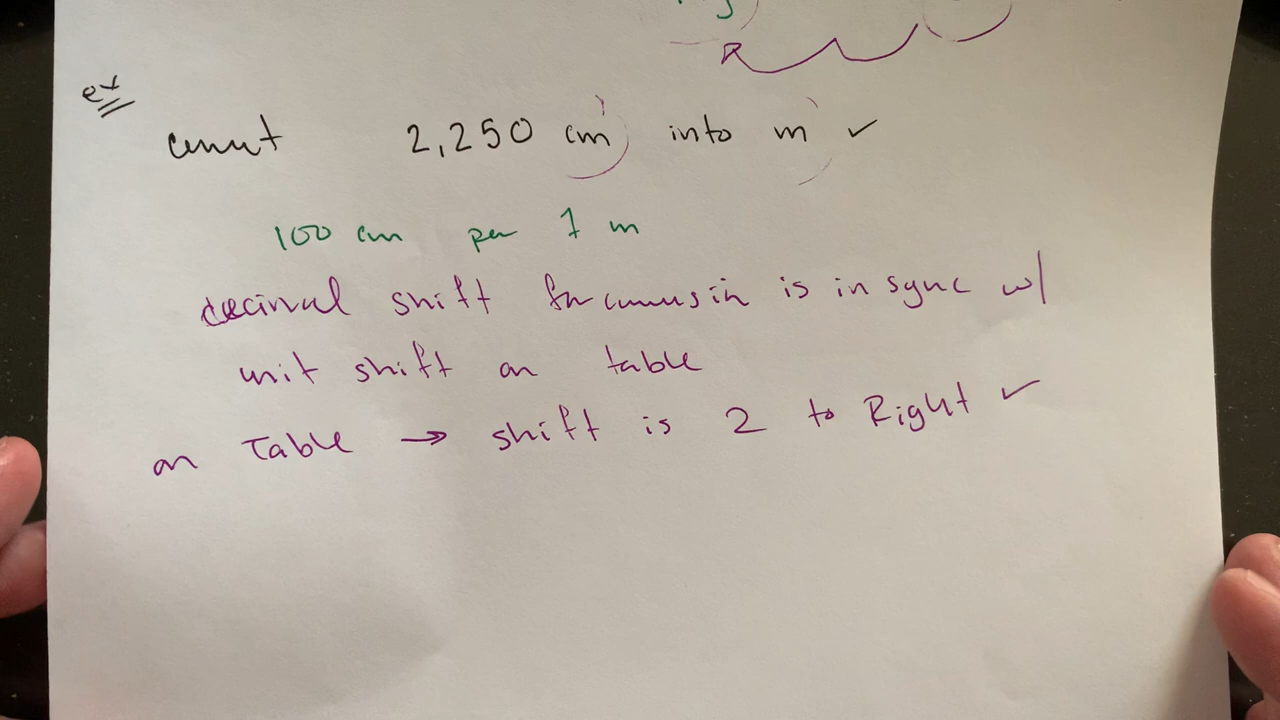 ex
convert 2,250 cm into m ✓
100 cm per 1 m
decimal shift for conversion is in sync w/
unit shift on table
on Table → shift is 2 to Right ✓